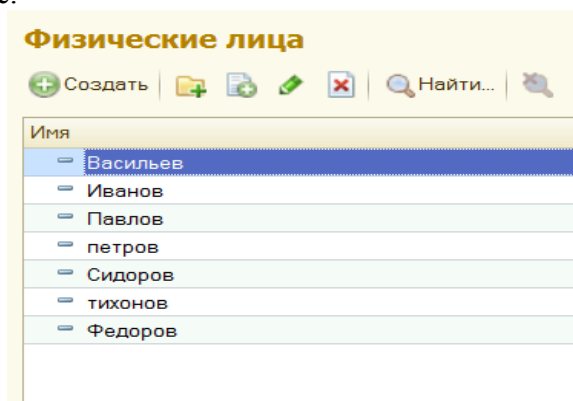 е.
Физические лица
Создать Найти...
Имя
Васильев
Иванов
Павлов
петров
Сидоров
тихонов
Федоров